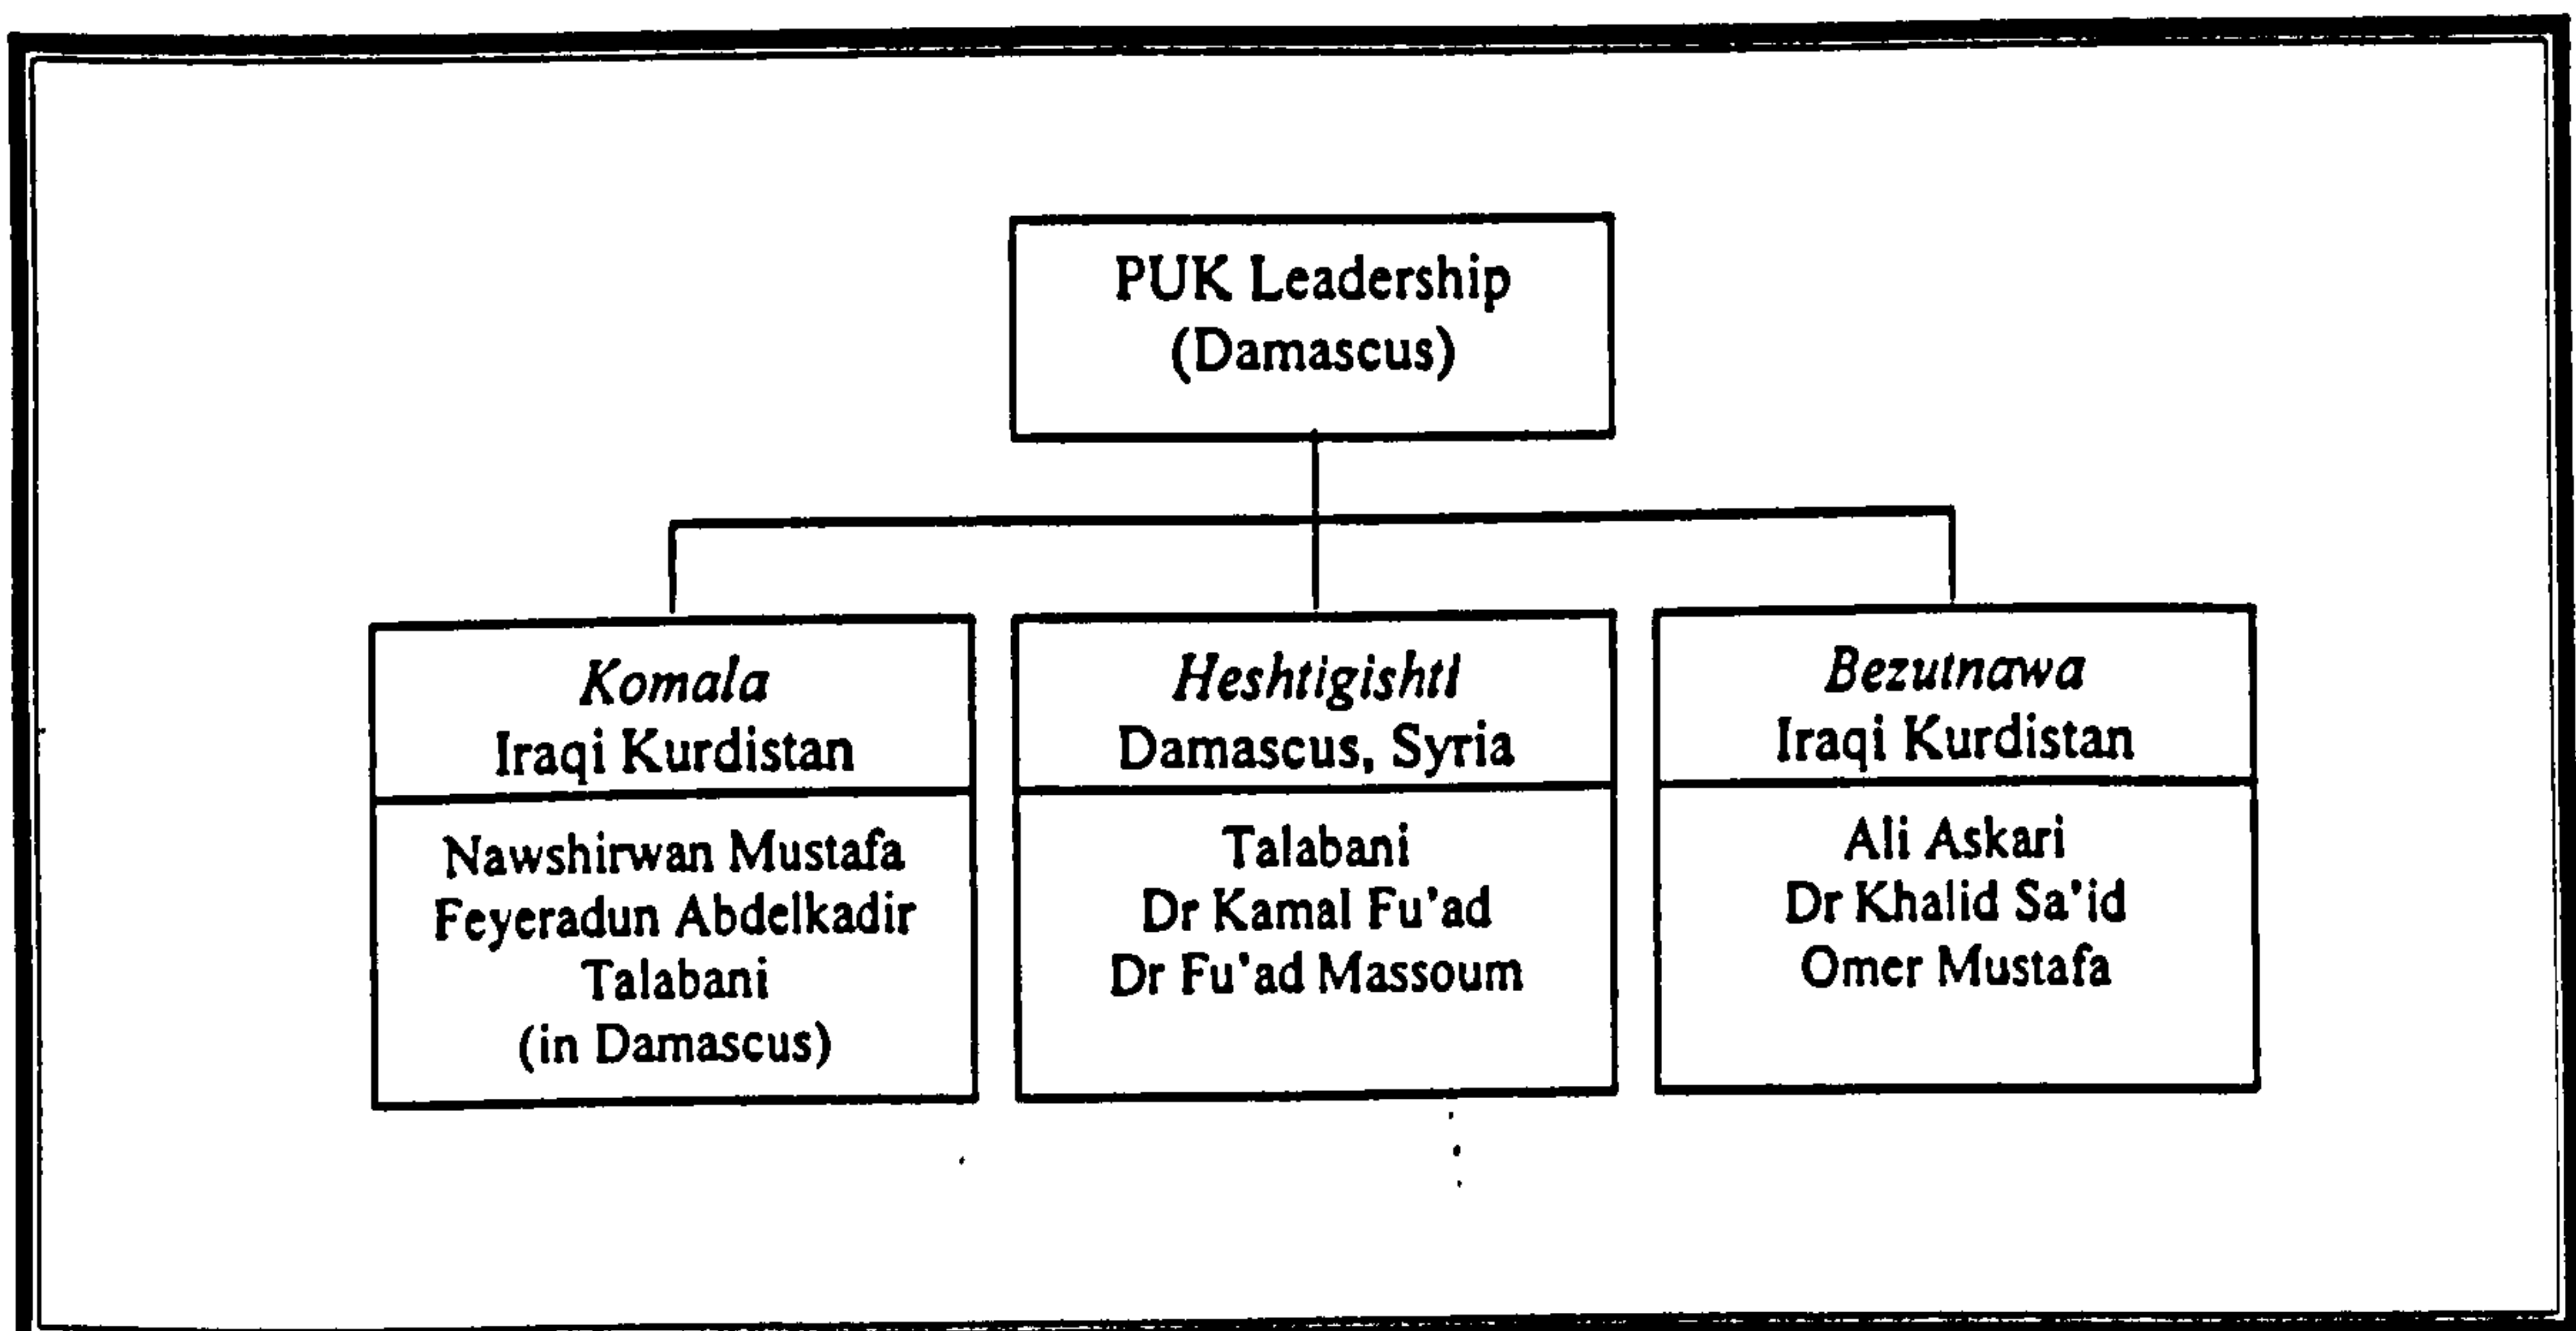 PUK Leadership
(Damascus)
Komala
Iraqi Kurdistan
Nawshirwan Mustafa
Feyeradun Abdelkadir
Talabani
(in Damascus)
Heshtigishti
Damascus, Syria
Talabani
Dr Kamal Fu'ad
Dr Fu'ad Massoum
Bezutnawa
Iraqi Kurdistan
Ali Askari
Dr Khalid Sa'id
Omer Mustafa